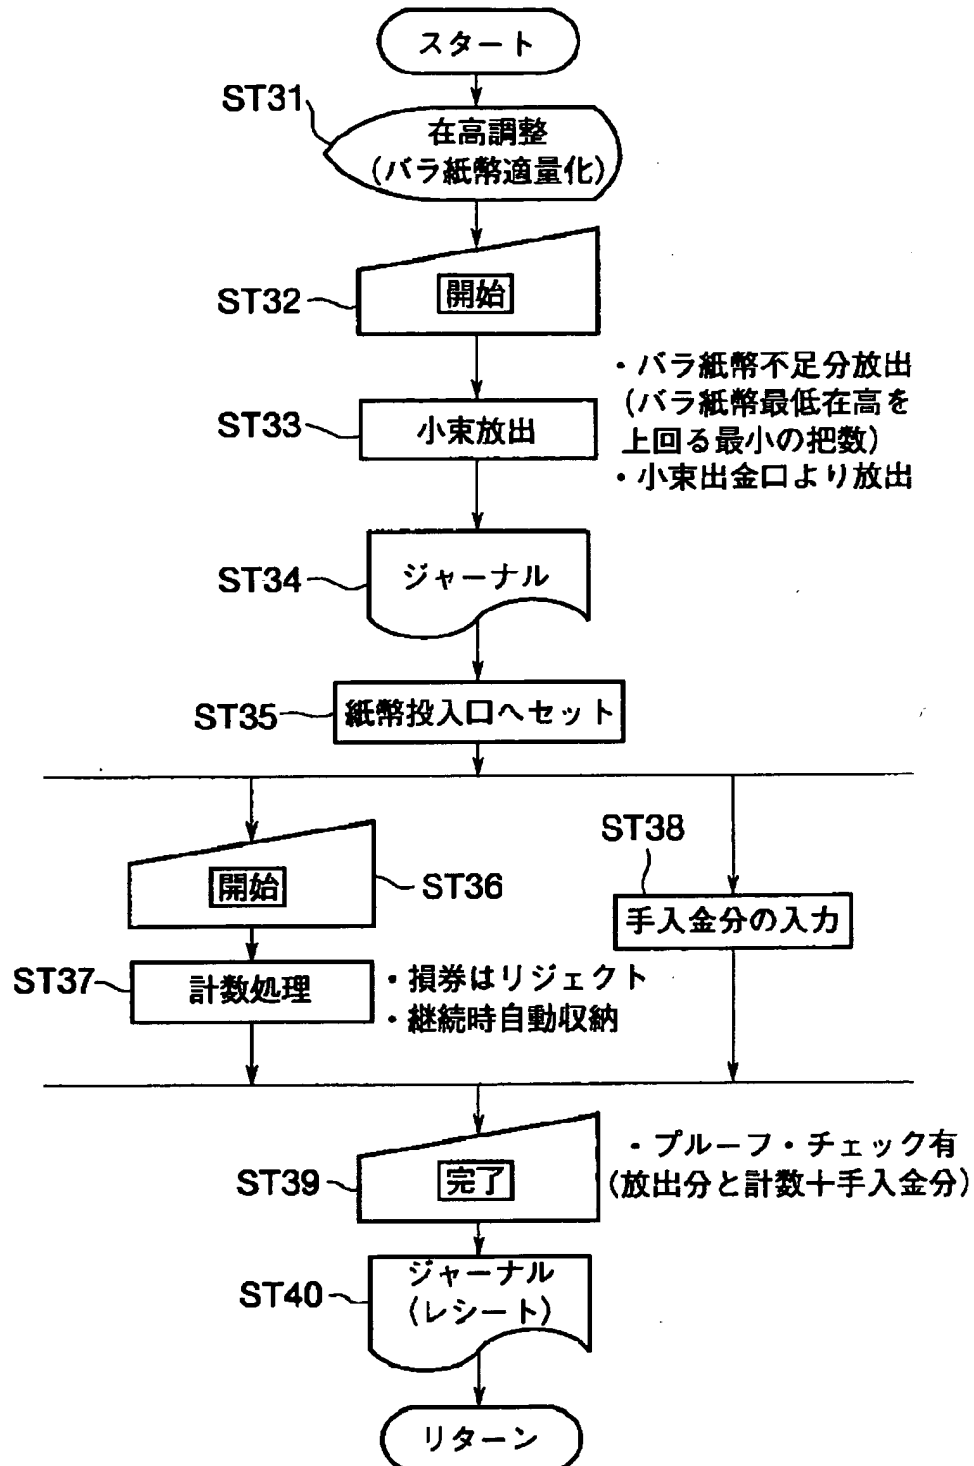 スタート
ST31
在高調整
(バラ紙幣適量化)
ST32
開始
・バラ紙幣不足分放出
(バラ紙幣最低在高を
上回る最小の把数)
・小束出金口より放出
ST33
小束放出
ST34
ジャーナル
ST35
紙幣投入口へセット
ST36
開始
ST38
手入金分の入力
ST37
計数処理
・損券はリジェクト
・継続時自動収納
ST39
完了
・プルーフ・チェック有
(放出分と計数+手入金分)
ST40
ジャーナル
(レシート)
リターン